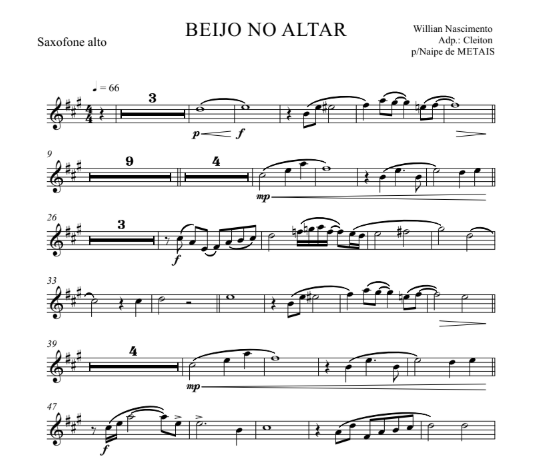 BEIJO NO ALTAR
Willian Nascimento
Adp.: Cleiton
p/Naipe de METAIS
Saxofone alto
♩ = 66
3
p f
9
9 4
mp
26
3
f
33
39
4
mp
47
f